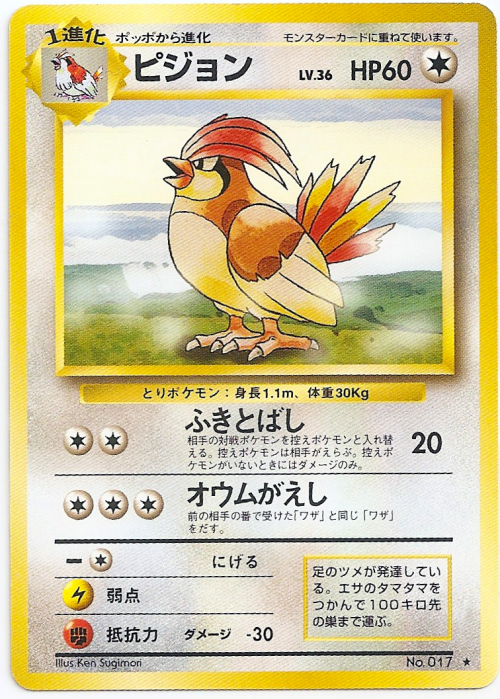 1進化 ポッポから進化 モンスターカードに重ねて使います。
ピジョン LV.36 HP60
とりポケモン：身長1.1m、体重30Kg
ふきとばし 20
相手の対戦ポケモンを控えポケモンと入れ替
える。控えポケモンは相手がえらぶ。控えポ
ケモンがいないときにはダメージのみ。
オウムがえし
前の相手の番で受けた「ワザ」と同じ「ワザ」
をだす。
にげる
弱点
抵抗力 ダメージ -30
足のツメが発達してい
る。エサのタマタマを
つかんで100キロ先
の巣まで運ぶ。
Illus.Ken Sugimori No.017 ★